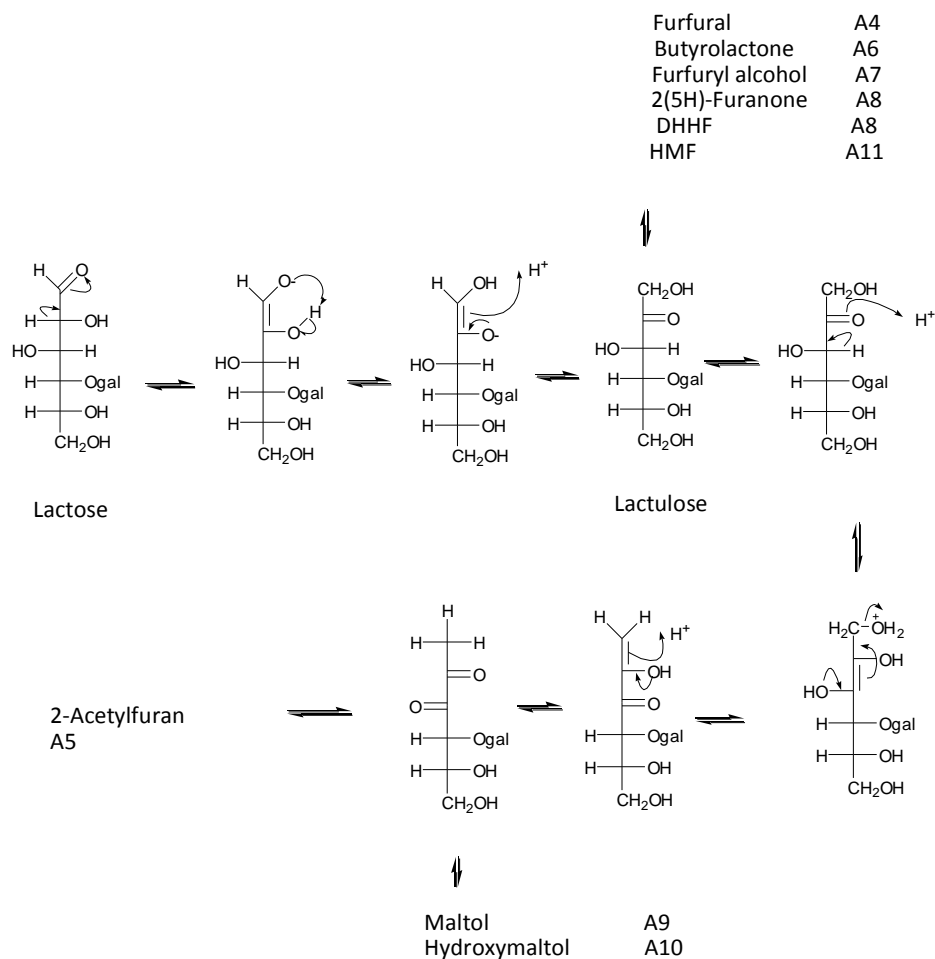 Furfural A4
Butyrolactone A6
Furfuryl alcohol A7
2(5H)-Furanone A8
DHHF A8
HMF A11
H O
H OH
HO H
H Ogal
H OH
CH2OH
H O-
H
O
HO H
H Ogal
H OH
CH2OH
H OH
H+
O-
HO H
H Ogal
H OH
CH2OH
CH2OH
O
HO H
H Ogal
H OH
CH2OH
CH2OH
O
H+
HO H
H Ogal
H OH
CH2OH
Lactose
Lactulose
H
H H
O
O
H Ogal
H OH
CH2OH
H H
H+
OH
O
H Ogal
H OH
CH2OH
H2C OH2
+
OH
HO
H Ogal
H OH
CH2OH
2-Acetylfuran
A5
Maltol A9
Hydroxymaltol A10